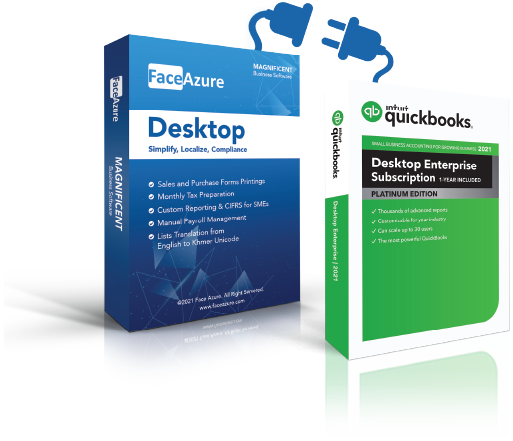 FaceAzure
MAGNIFICENT
Business Software
FaceAzure
MAGNIFICENT
Business Software
Desktop
Simplify, Localize, Compliance
Sales and Purchase Forms Printings
Monthly Tax Preparation
Custom Reporting & CIFRS for SMEs
Manual Payroll Management
Lists Translation from
English to Khmer Unicode
©2021 Face Azure. All Right Reserved.
www.faceazure.com
intuit
quickbooks
Desktop Enterprise | 2021
intuit
quickbooks.
SMALL BUSINESS ACCOUNTING FOR GROWING BUSINESS 2021
Desktop Enterprise
Subscription 1-YEAR INCLUDED
PLATINUM EDITION
Thousands of advanced reports
Customizable for your industry
Can scale up to 30 users
The most powerful QuickBooks